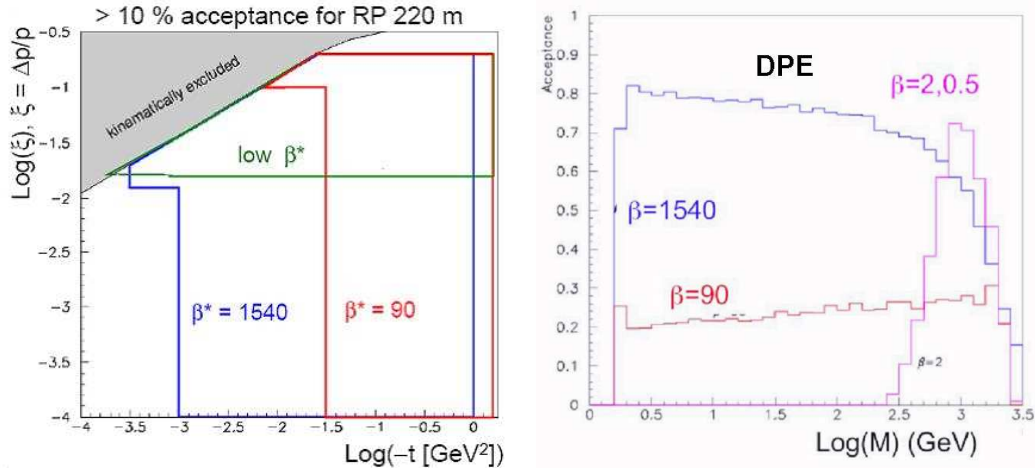 > 10 % acceptance for RP 220 m
Log(ξ), ξ = Δp/p
-0.5
-1
-1.5
-2
-2.5
-3
-3.5
-4
kinematically excluded
low β*
β* = 1540
β* = 90
-4 -3.5 -3 -2.5 -2 -1.5 -1 -0.5 0
Log(-t [GeV²])
Acceptance
1
0.9
0.8
0.7
0.6
0.5
0.4
0.3
0.2
0.1
0
DPE
β=2,0.5
β=1540
β=90
β=2
0 0.5 1 1.5 2 2.5 3 3.5
Log(M) (GeV)